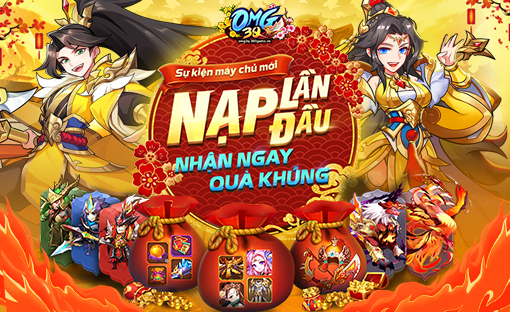 OMG
3Q
Sự kiện máy chủ mới
NẠP LẦN
ĐẦU
NHẬN NGAY
QUÀ KHỦNG